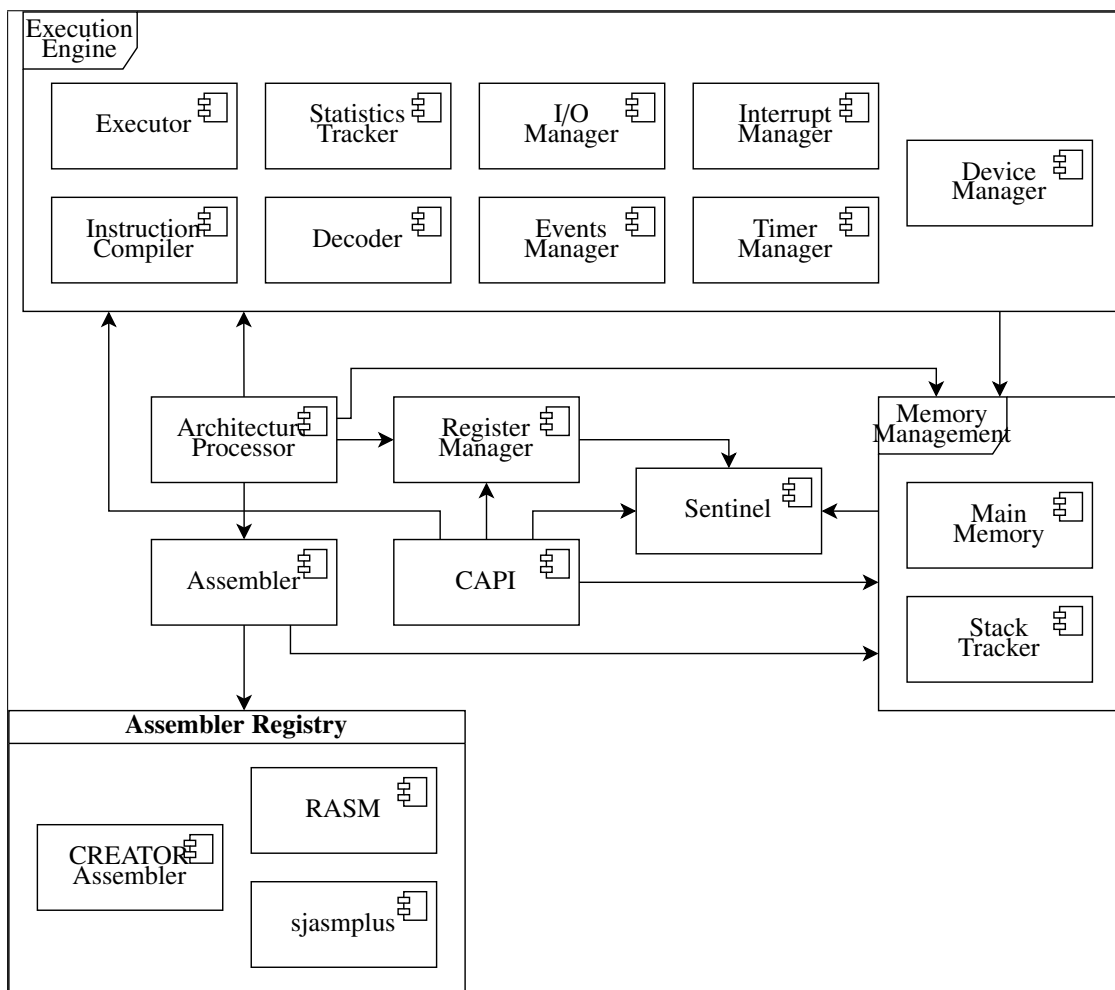 Execution
Engine
Executor
Statistics
Tracker
I/O
Manager
Interrupt
Manager
Device
Manager
Instruction
Compiler
Decoder
Events
Manager
Timer
Manager
Architecture
Processor
Register
Manager
Memory
Management
Sentinel
Main
Memory
Assembler
CAPI
Stack
Tracker
Assembler Registry
RASM
CREATOR
Assembler
sjasmplus